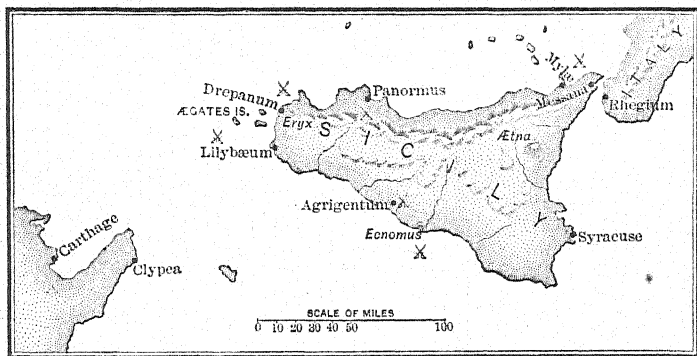 ITALY
Mylæ
Drepanum
Panormus
Messana
Rhegium
ÆGATES IS.
Eryx
SICILY
Ætna
Lilybæum
Agrigentum
Ecnomus
Syracuse
Carthage
Clypea
SCALE OF MILES
0 10 20 30 40 50 100